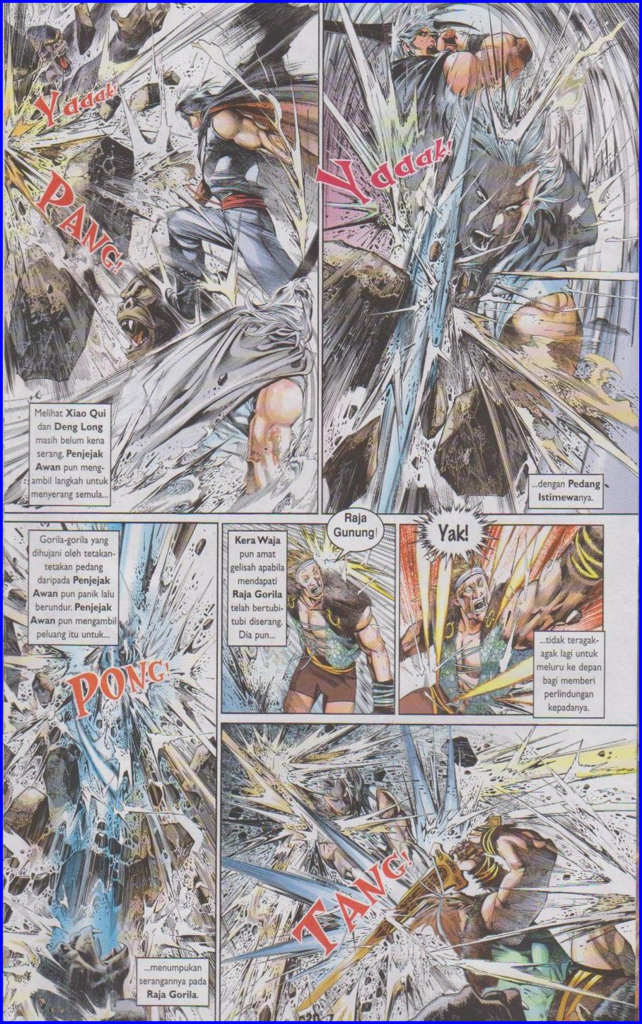 Ydaak!
PANG!
Melihat Xiao Qui
dan Deng Long
masih belum kena
serang, Penjejak
Awan pun meng-
ambil langkah untuk
menyerang semula...
Ydaak!
...dengan Pedang
Istimewanya.
Gorila-gorila yang
dihujani oleh tetakan-
tetakan pedang
daripada Penjejak
Awan pun panik lalu
berundur. Penjejak
Awan pun mengambil
peluang itu untuk...
PONG!
...menumpukan
serangannya pada
Raja Gorila.
Kera Waja
pun amat
gelisah apabila
mendapati
Raja Gorila
telah bertubi-
tubi diserang.
Dia pun...
Raja
Gunung!
Yak!
...tidak teragak-
agak lagi untuk
meluru ke depan
bagi memberi
perlindungan
kepadanya.
TANG!